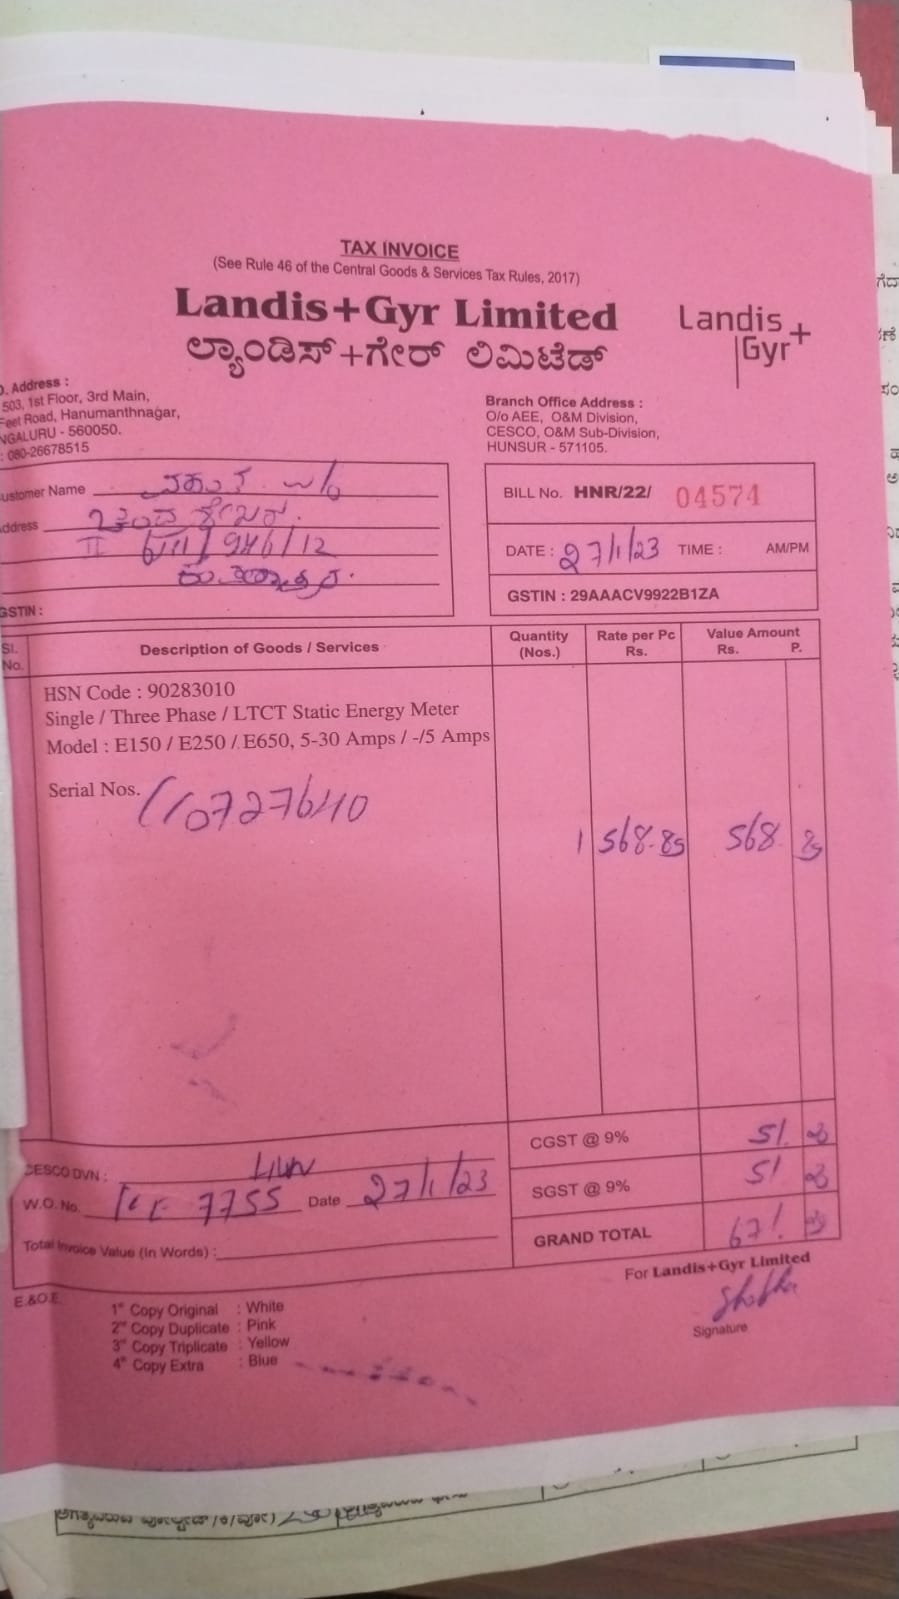 TAX INVOICE
(See Rule 46 of the Central Goods & Services Tax Rules, 2017)
Landis+Gyr Limited
ಲ್ಯಾಂಡಿಸ್+ಗೇರ್ ಲಿಮಿಟೆಡ್
Landis+
Gyr
. Address :
503, 1st Floor, 3rd Main,
Feet Road, Hanumanthnagar,
NGALURU - 560050.
: 080-26678515
Branch Office Address :
O/o AEE, O&M Division,
CESCO, O&M Sub-Division,
HUNSUR - 571105.
ustomer Name
ddress
II 946/12
GSTIN :
BILL No. HNR/22/ 04574
DATE : 27/1/23 TIME : AM/PM
GSTIN : 29AAACV9922B1ZA
Sl. No. Description of Goods / Services Quantity (Nos.) Rate per Pc Rs. Value Amount Rs. P.
HSN Code : 90283010
Single / Three Phase / LTCT Static Energy Meter
Model : E150 / E250 / E650, 5-30 Amps / -/5 Amps
Serial Nos.
1 568.85 568 85
CGST @ 9% 51
SGST @ 9% 51
GRAND TOTAL 671
CESCO DVN :
W.O. No. 7755 Date 27/1/23
Total Invoice Value (In Words) :
For Landis+Gyr Limited
Signature
E.&O.E.
1st Copy Original : White
2nd Copy Duplicate : Pink
3rd Copy Triplicate : Yellow
4th Copy Extra : Blue